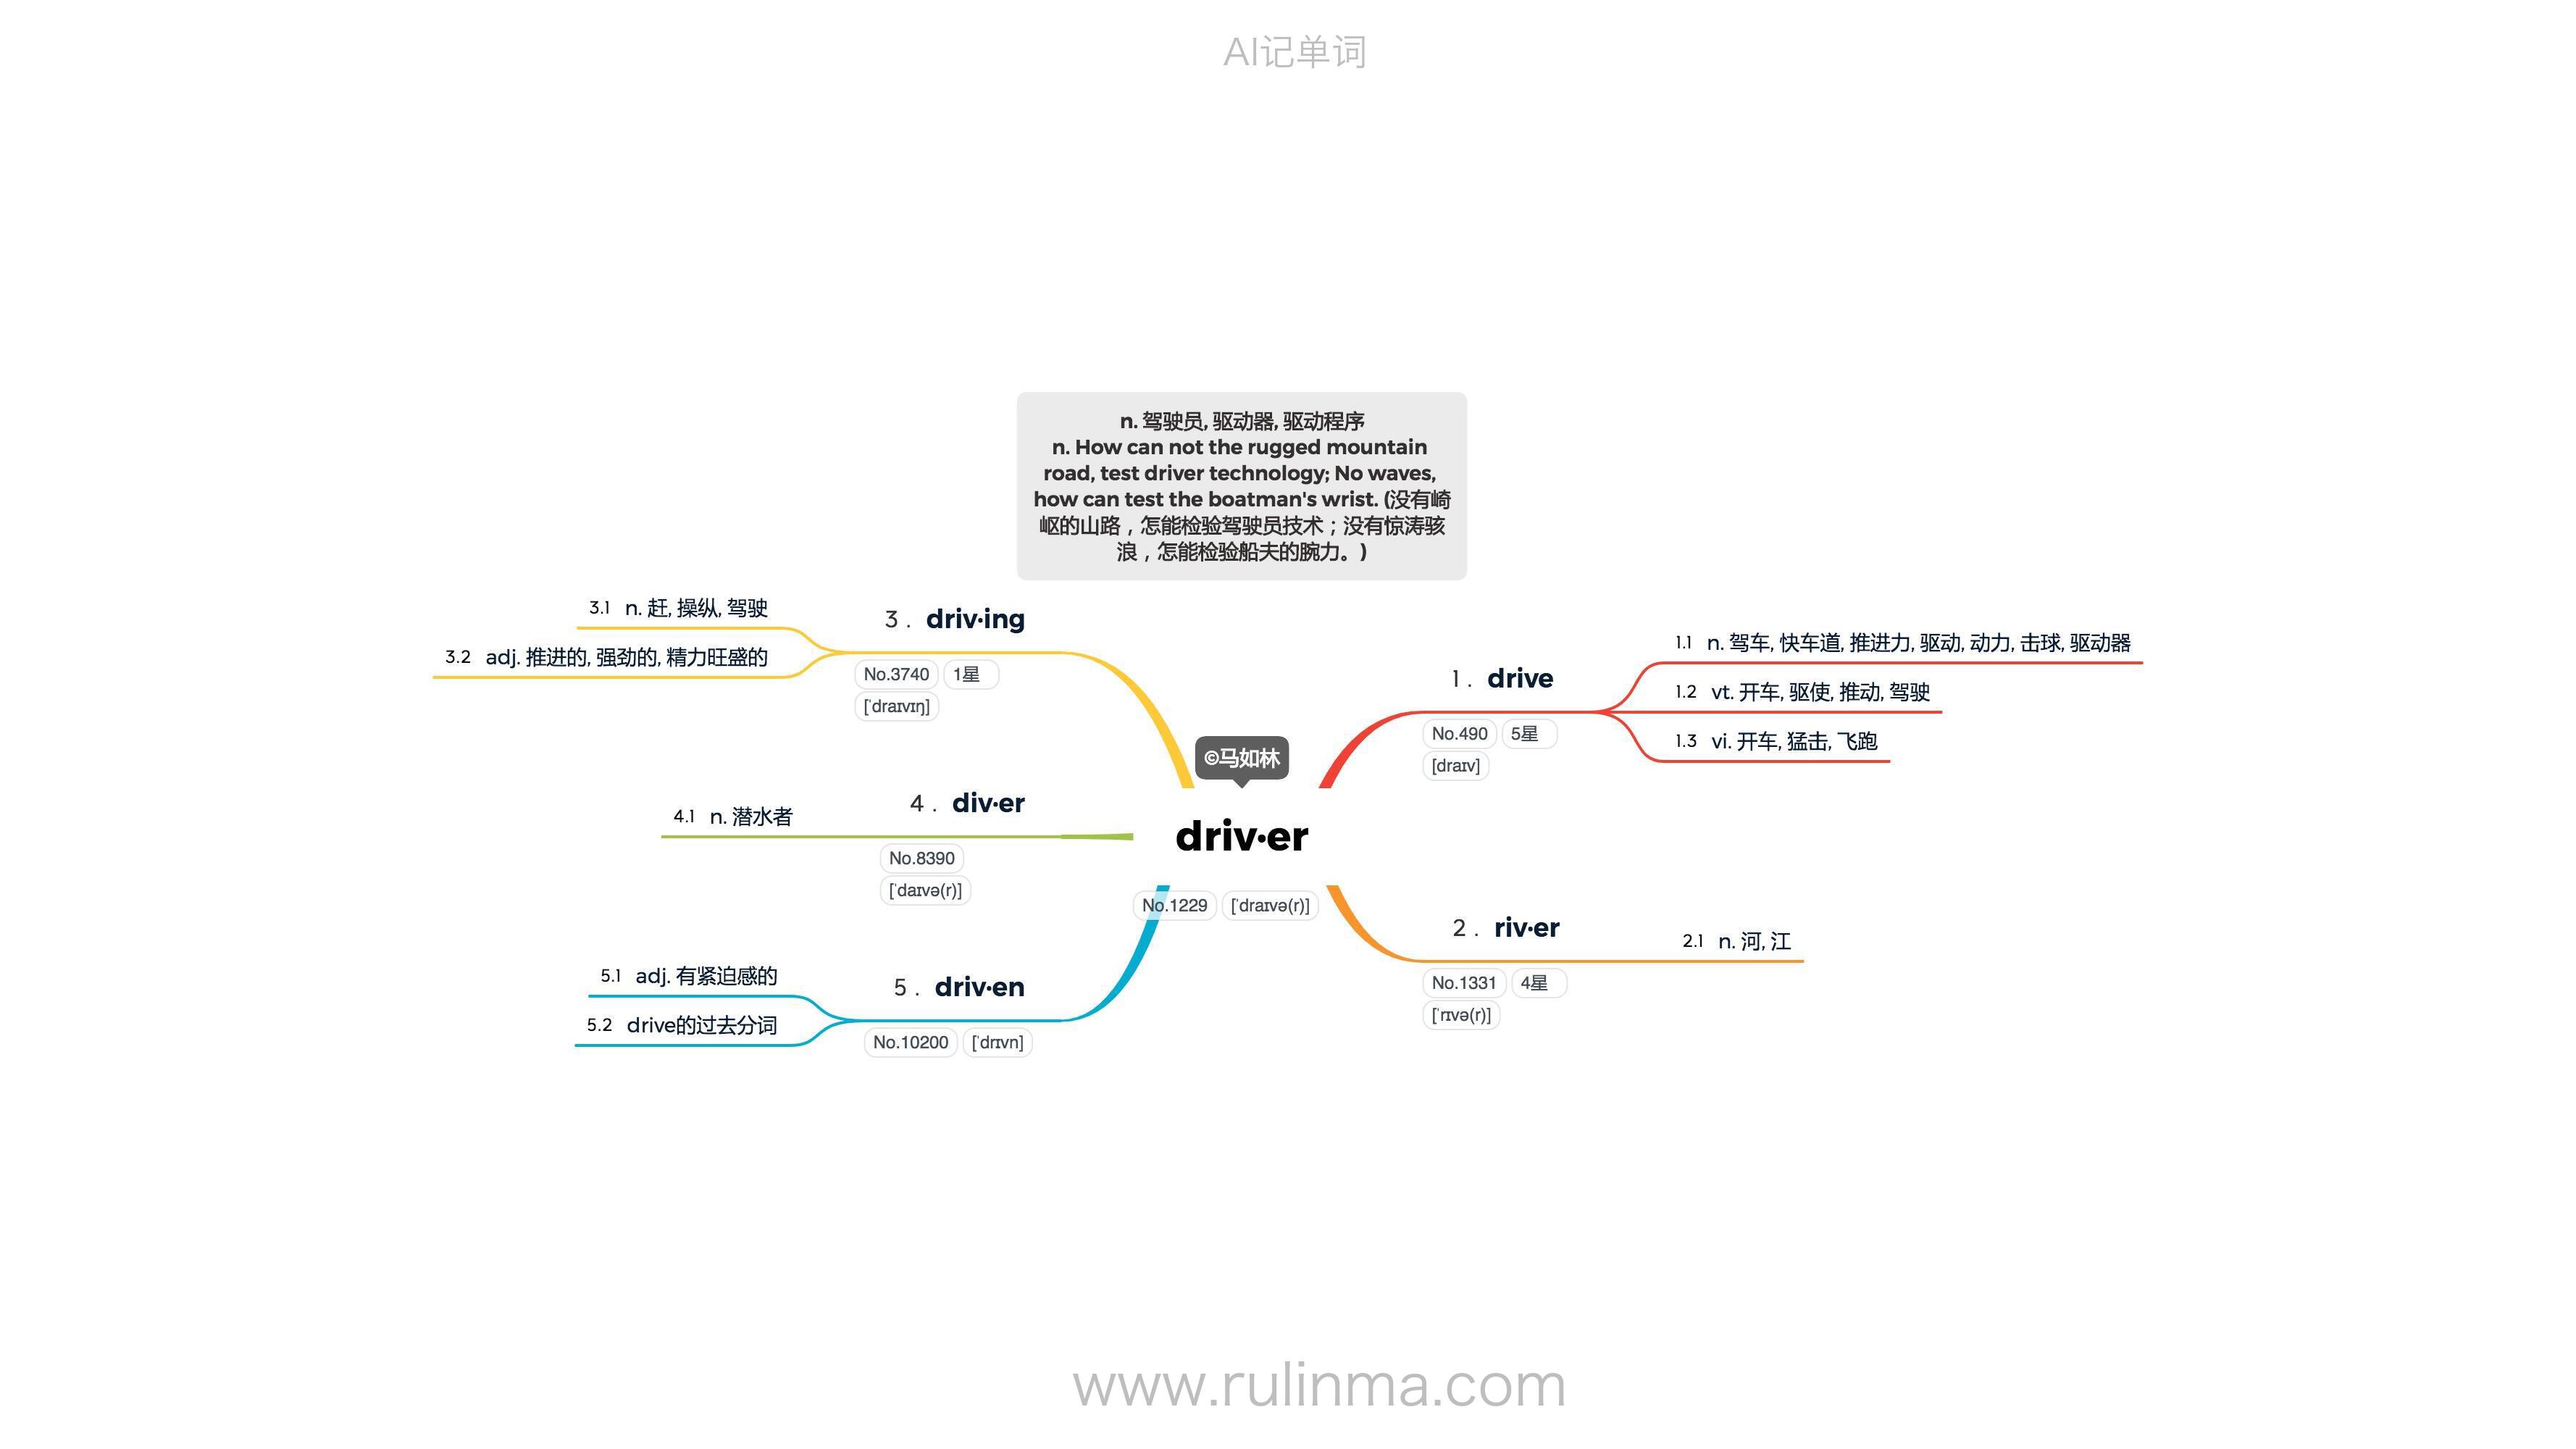 AI记单词
n. 驾驶员, 驱动器, 驱动程序
n. How can not the rugged mountain
road, test driver technology; No waves,
how can test the boatman's wrist. (没有崎
岖的山路，怎能检验驾驶员技术；没有惊涛骇
浪，怎能检验船夫的腕力。)
©马如林
driv·er
No.1229 [ˈdraɪvə(r)]
1 . drive
No.490 5星
[draɪv]
1.1 n. 驾车, 快车道, 推进力, 驱动, 动力, 击球, 驱动器
1.2 vt. 开车, 驱使, 推动, 驾驶
1.3 vi. 开车, 猛击, 飞跑
2 . riv·er
No.1331 4星
[ˈrɪvə(r)]
2.1 n. 河, 江
3 . driv·ing
No.3740 1星
[ˈdraɪvɪŋ]
3.1 n. 赶, 操纵, 驾驶
3.2 adj. 推进的, 强劲的, 精力旺盛的
4 . div·er
No.8390
[ˈdaɪvə(r)]
4.1 n. 潜水者
5 . driv·en
No.10200 [ˈdrɪvn]
5.1 adj. 有紧迫感的
5.2 drive的过去分词
www.rulinma.com